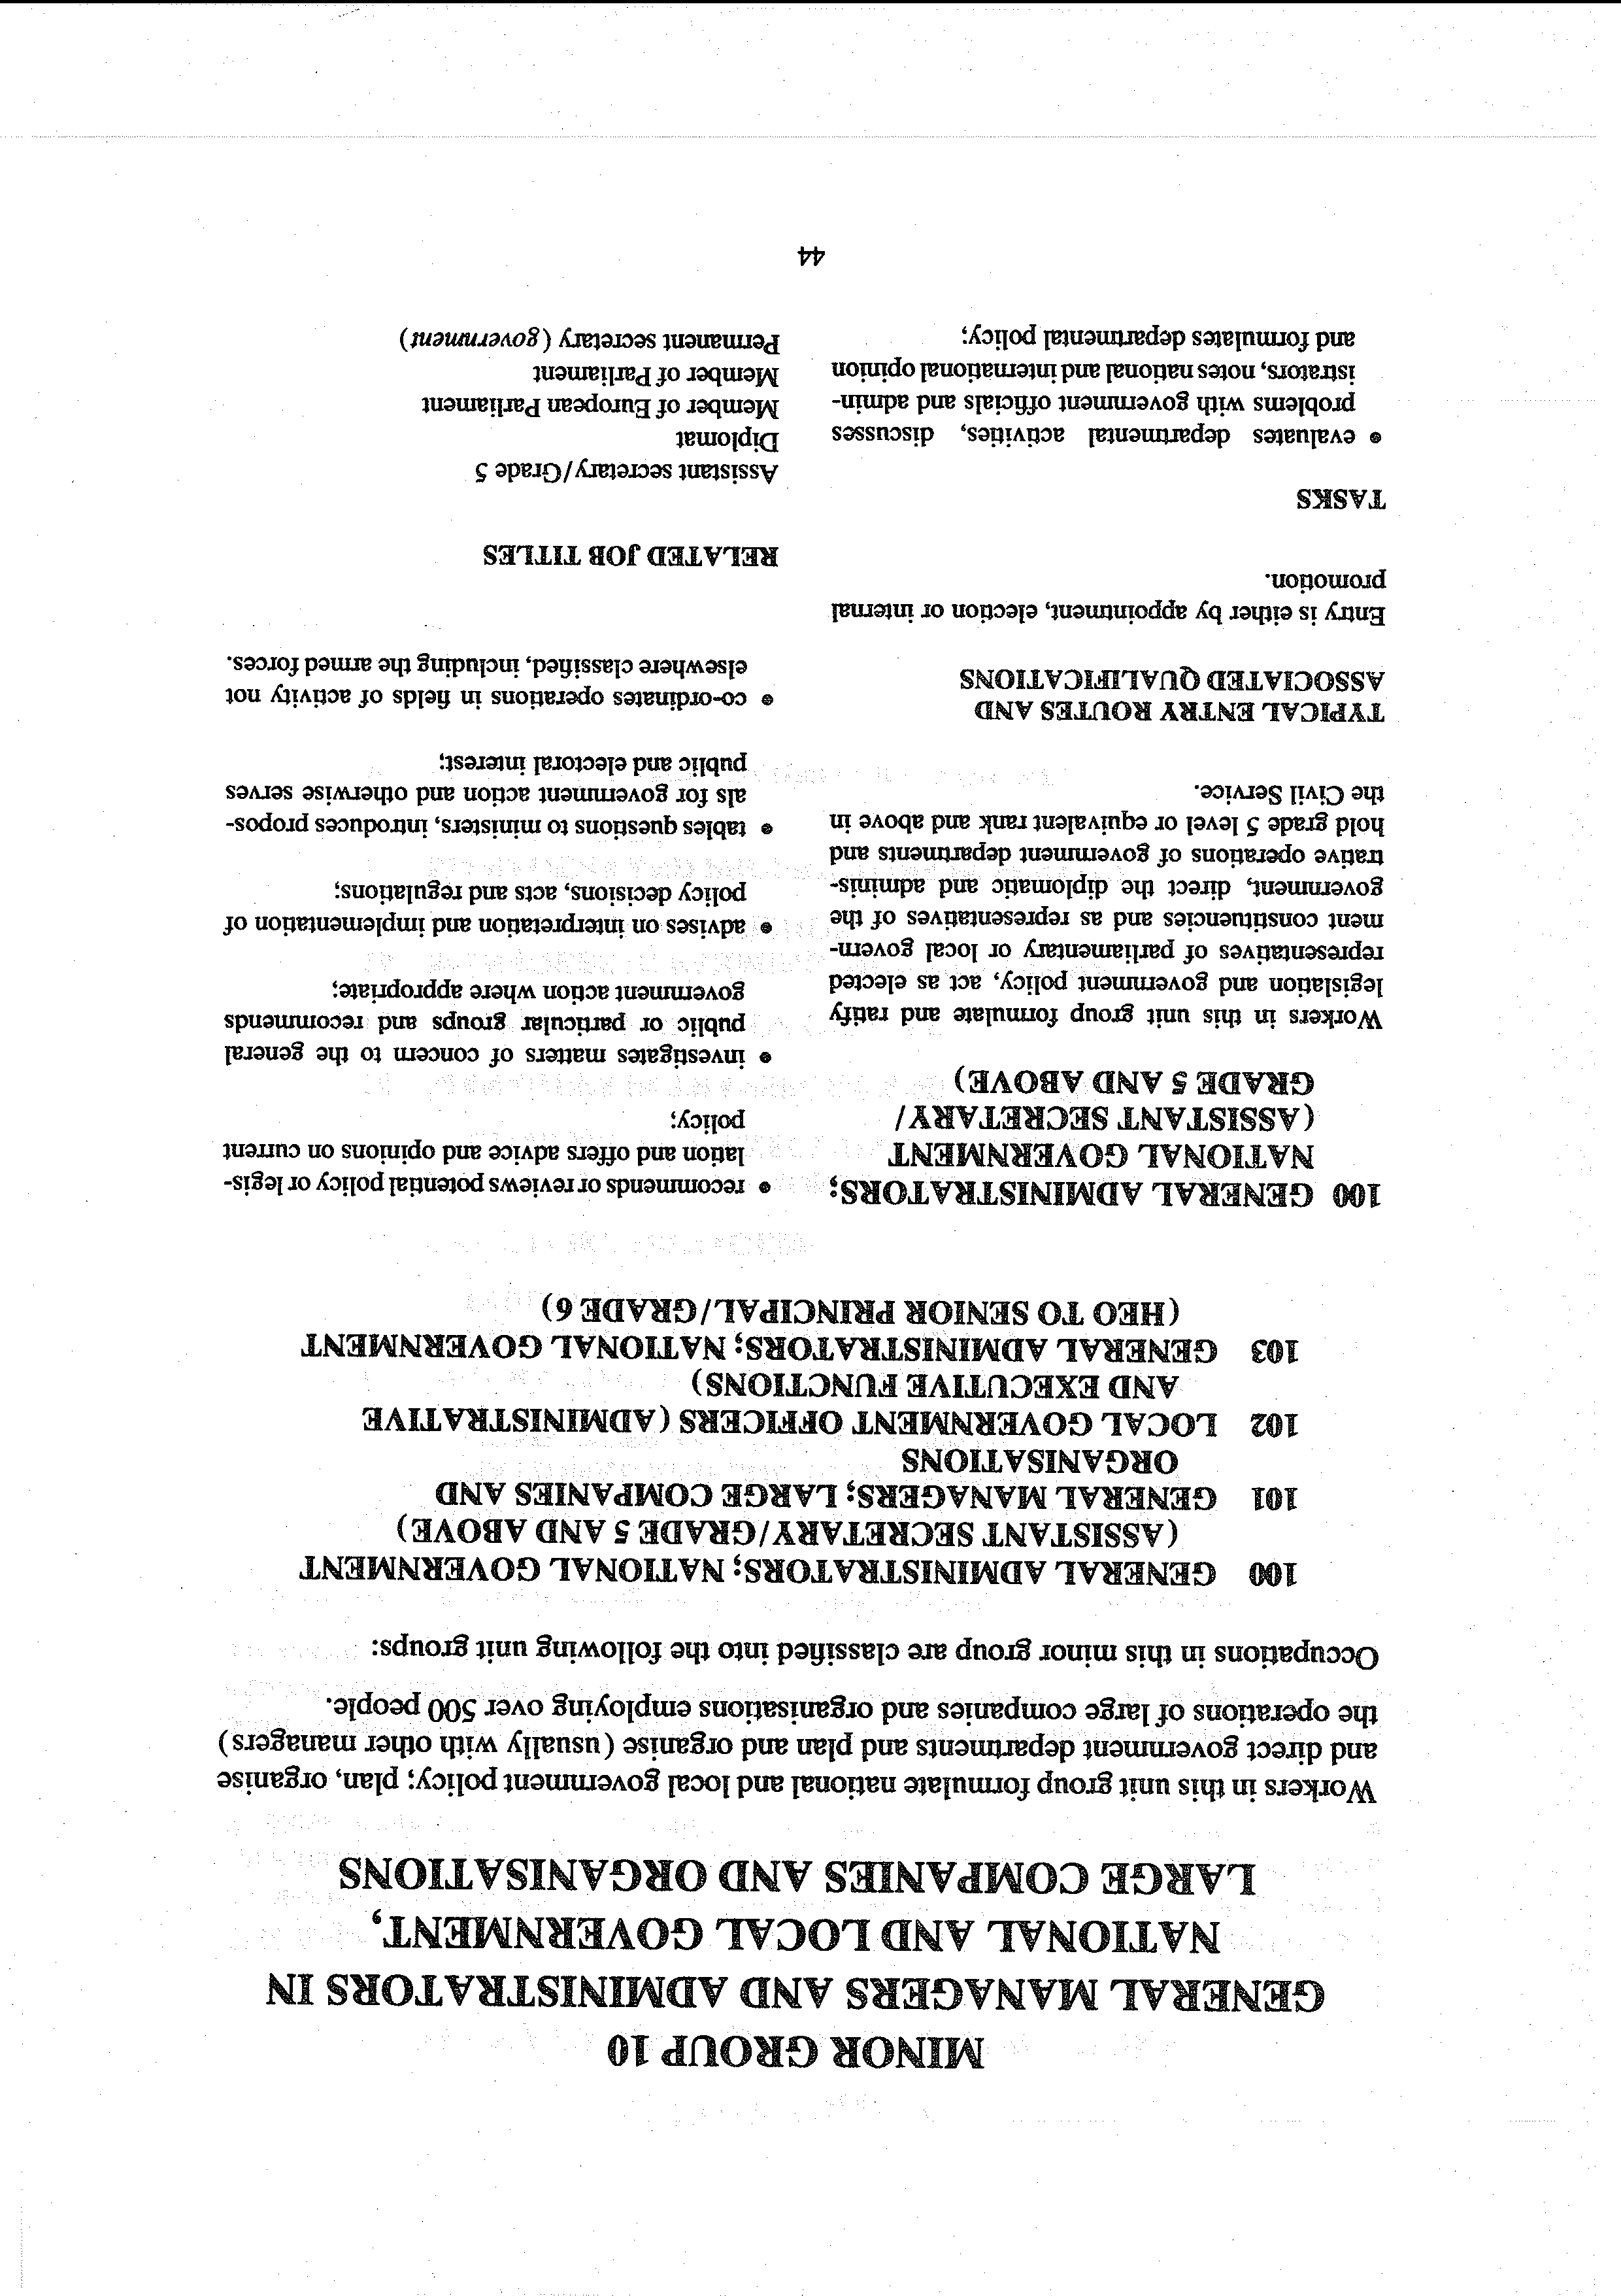 MINOR GROUP 10
GENERAL MANAGERS AND ADMINISTRATORS IN
NATIONAL AND LOCAL GOVERNMENT,
LARGE COMPANIES AND ORGANISATIONS
Workers in this unit group formulate national and local government policy; plan, organise
and direct government departments and plan and organise (usually with other managers)
the operations of large companies and organisations employing over 500 people.
Occupations in this minor group are classified into the following unit groups:
100 GENERAL ADMINISTRATORS; NATIONAL GOVERNMENT
(ASSISTANT SECRETARY/GRADE 5 AND ABOVE)
101 GENERAL MANAGERS; LARGE COMPANIES AND
ORGANISATIONS
102 LOCAL GOVERNMENT OFFICERS (ADMINISTRATIVE
AND EXECUTIVE FUNCTIONS)
103 GENERAL ADMINISTRATORS; NATIONAL GOVERNMENT
(HEO TO SENIOR PRINCIPAL/GRADE 6)
100 GENERAL ADMINISTRATORS;
NATIONAL GOVERNMENT
(ASSISTANT SECRETARY/
GRADE 5 AND ABOVE)
Workers in this unit group formulate and ratify
legislation and government policy, act as elected
representatives of parliamentary or local govern-
ment constituencies and as representatives of the
government, direct the diplomatic and adminis-
trative operations of government departments and
hold grade 5 level or equivalent rank and above in
the Civil Service.
TYPICAL ENTRY ROUTES AND
ASSOCIATED QUALIFICATIONS
Entry is either by appointment, election or internal
promotion.
TASKS
• evaluates departmental activities, discusses
problems with government officials and admin-
istrators, notes national and international opinion
and formulates departmental policy;
• recommends or reviews potential policy or legis-
lation and offers advice and opinions on current
policy;
• investigates matters of concern to the general
public or particular groups and recommends
government action where appropriate;
• advises on interpretation and implementation of
policy decisions, acts and regulations;
• tables questions to ministers, introduces propos-
als for government action and otherwise serves
public and electoral interest;
• co-ordinates operations in fields of activity not
elsewhere classified, including the armed forces.
RELATED JOB TITLES
Assistant secretary/Grade 5
Diplomat
Member of European Parliament
Member of Parliament
Permanent secretary (government)
44